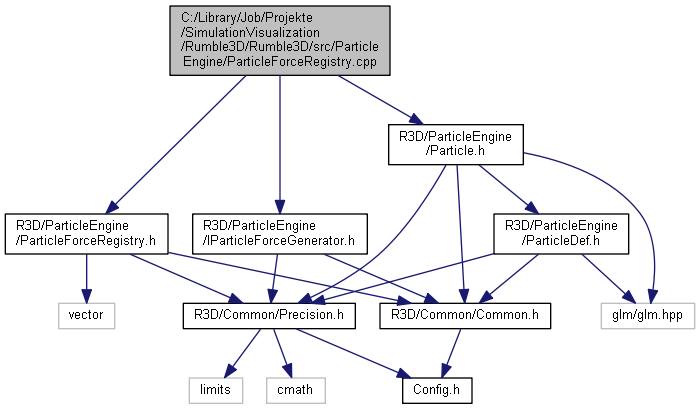 C:/Library/Job/Projekte
/SimulationVisualization
/Rumble3D/Rumble3D/src/Particle
Engine/ParticleForceRegistry.cpp
R3D/ParticleEngine
/Particle.h
R3D/ParticleEngine
/ParticleForceRegistry.h
R3D/ParticleEngine
/IParticleForceGenerator.h
R3D/ParticleEngine
/ParticleDef.h
vector
R3D/Common/Precision.h
R3D/Common/Common.h
glm/glm.hpp
limits
cmath
Config.h